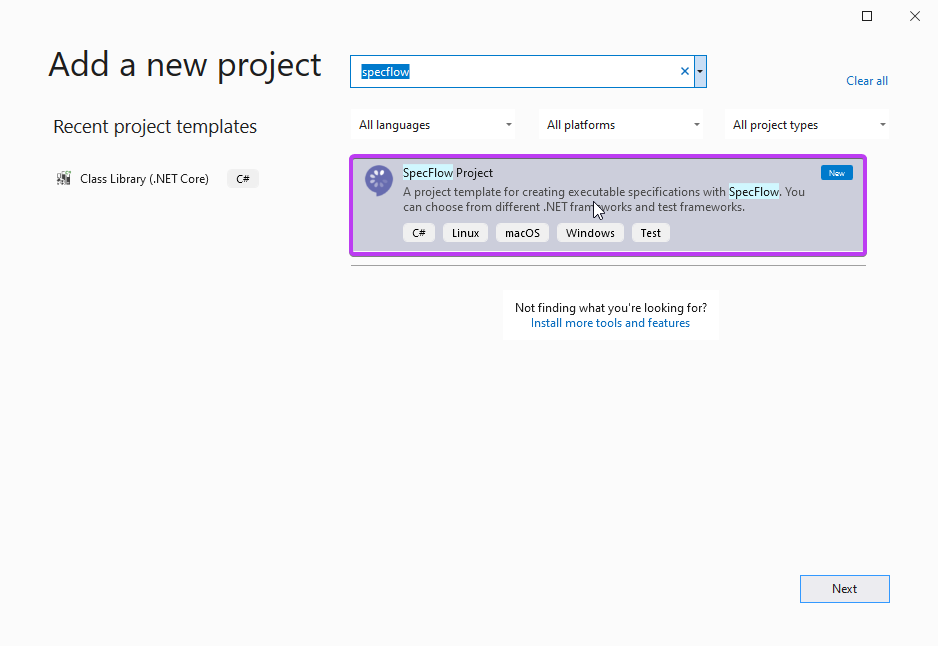 Add a new project
specflow
Clear all
Recent project templates
All languages
All platforms
All project types
Class Library (.NET Core)
C#
SpecFlow Project
New
A project template for creating executable specifications with SpecFlow. You
can choose from different .NET frameworks and test frameworks.
C#
Linux
macOS
Windows
Test
Not finding what you're looking for?
Install more tools and features
Next